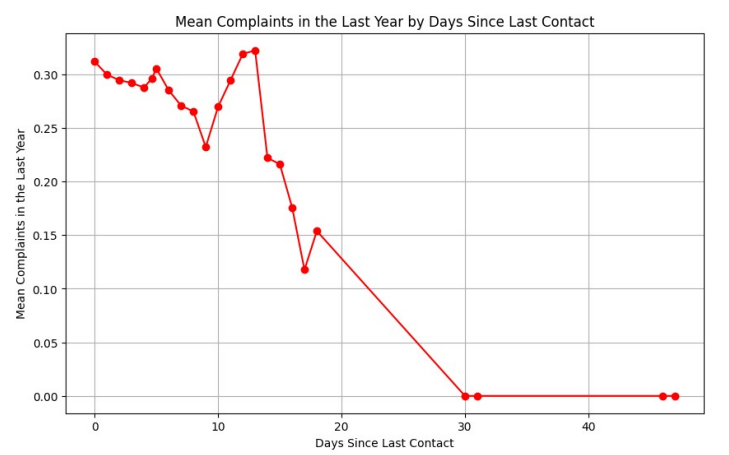 Mean Complaints in the Last Year by Days Since Last Contact
Mean Complaints in the Last Year
0.30
0.25
0.20
0.15
0.10
0.05
0.00
0 10 20 30 40
Days Since Last Contact